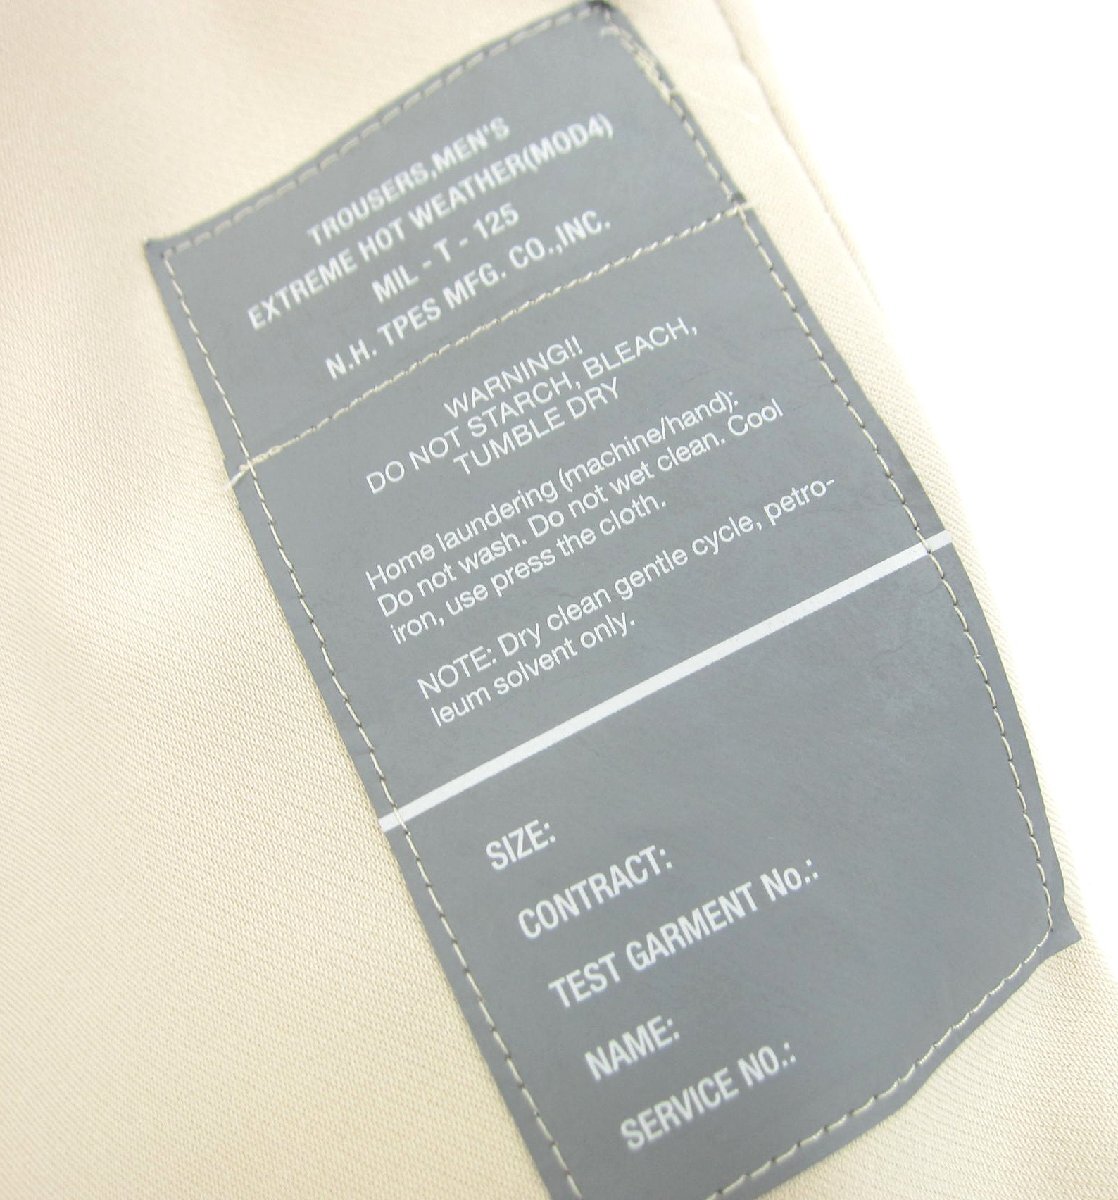 TROUSERS,MEN'S
EXTREME HOT WEATHER(MOD4)
MIL - T - 125
N.H. TPES MFG. CO.,INC.
WARNING!!
DO NOT STARCH, BLEACH,
TUMBLE DRY
Home laundering (machine/hand):
Do not wash. Do not wet clean. Cool
iron, use press the cloth.
NOTE: Dry clean gentle cycle, petro-
leum solvent only.
SIZE:
CONTRACT:
TEST GARMENT No.:
NAME:
SERVICE NO.: